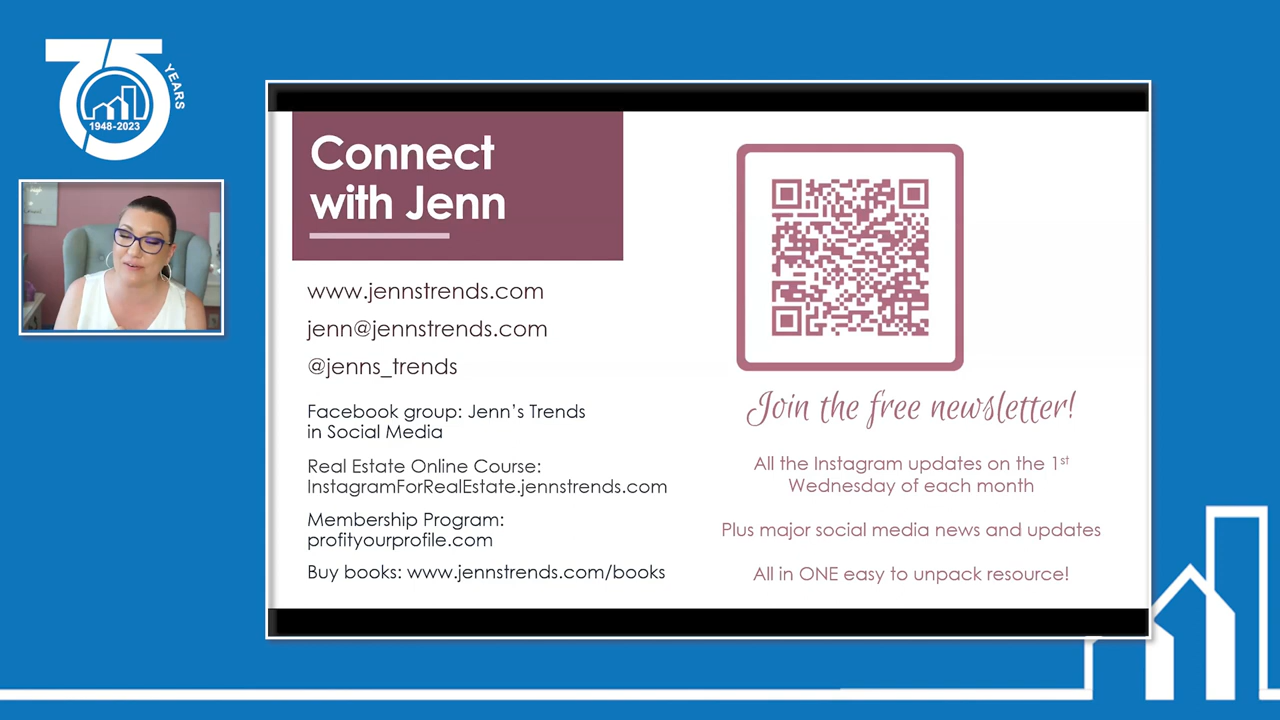 75
YEARS
1948-2023
Connect
with Jenn
www.jennstrends.com
jenn@jennstrends.com
@jenns_trends
Facebook group: Jenn’s Trends
in Social Media
Real Estate Online Course:
InstagramForRealEstate.jennstrends.com
Membership Program:
profityourprofile.com
Buy books: www.jennstrends.com/books
Join the free newsletter!
All the Instagram updates on the 1st
Wednesday of each month
Plus major social media news and updates
All in ONE easy to unpack resource!